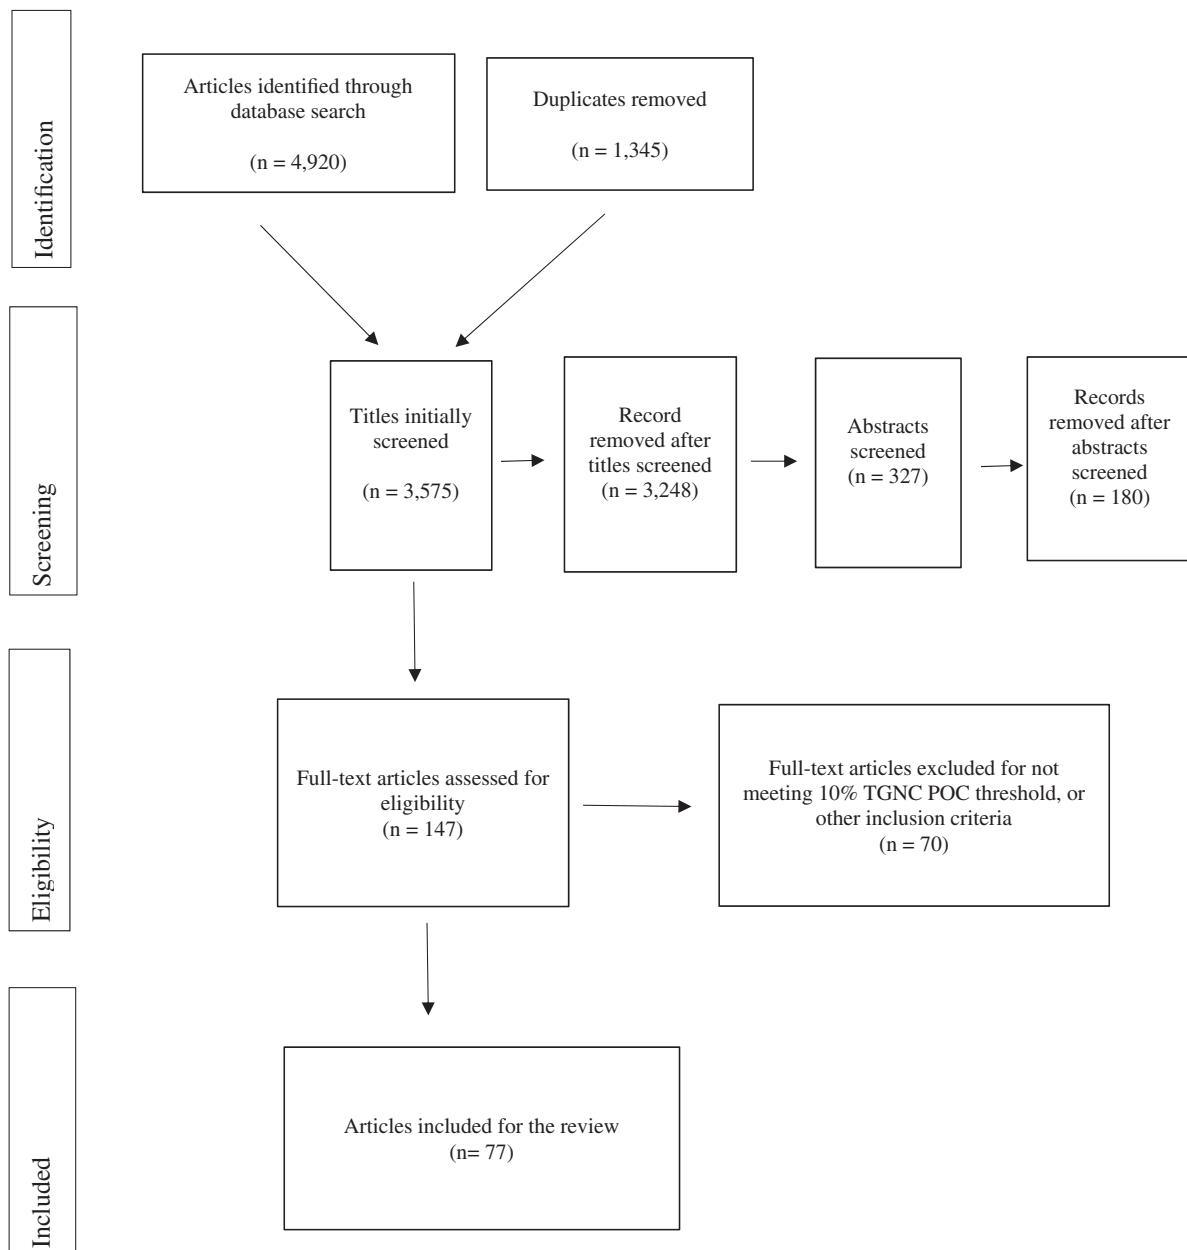 Identification
Articles identified through
database search
(n = 4,920)
Duplicates removed
(n = 1,345)
Screening
Titles initially
screened
(n = 3,575)
Record
removed after
titles screened
(n = 3,248)
Abstracts
screened
(n = 327)
Records
removed after
abstracts
screened
(n = 180)
Eligibility
Full-text articles assessed for
eligibility
(n = 147)
Full-text articles excluded for not
meeting 10% TGNC POC threshold, or
other inclusion criteria
(n = 70)
Included
Articles included for the review
(n= 77)